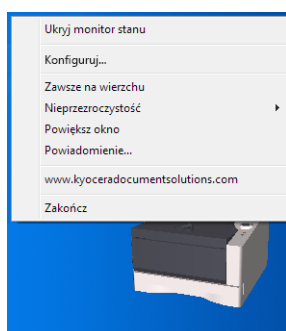 Ukryj monitor stanu
Konfiguruj...
Zawsze na wierzchu
Nieprzezroczystość
Powiększ okno
Powiadomienie...
www.kyoceradocumentsolutions.com
Zakończ